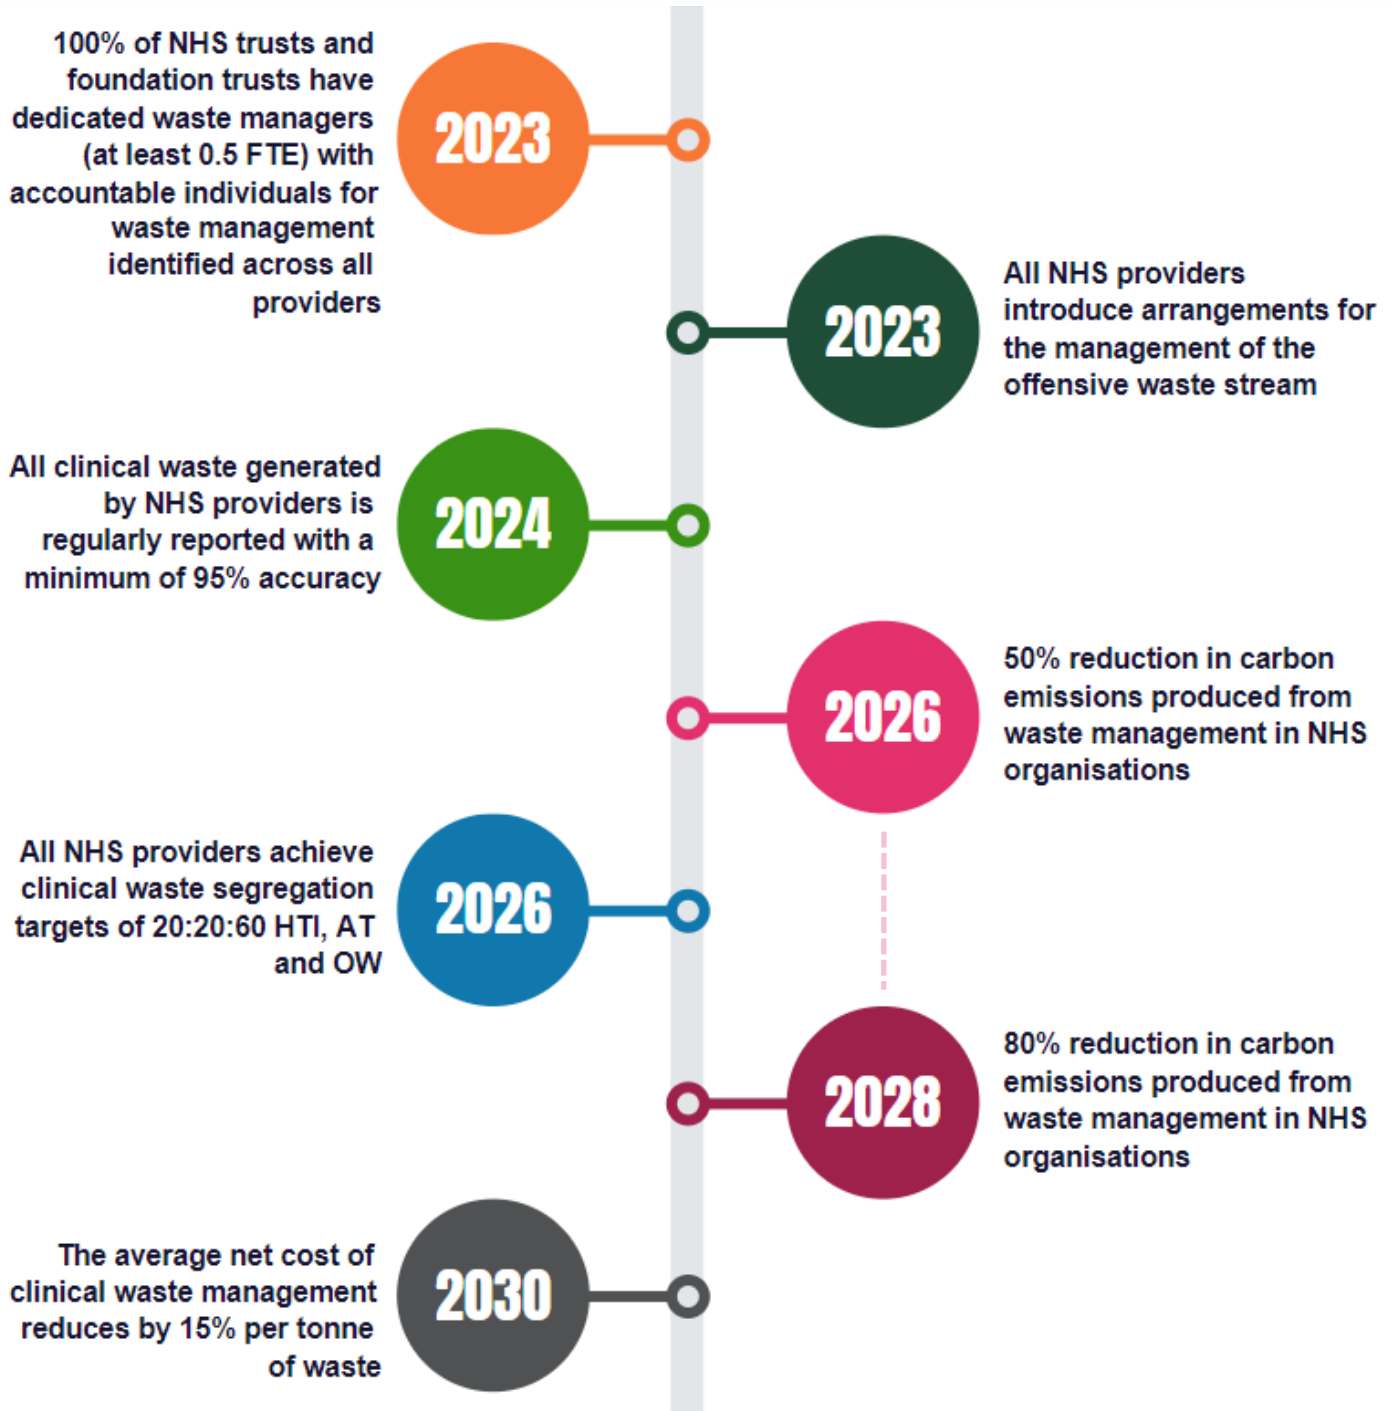 100% of NHS trusts and
foundation trusts have
dedicated waste managers
(at least 0.5 FTE) with
accountable individuals for
waste management
identified across all
providers
2023
2023
All NHS providers
introduce arrangements for
the management of the
offensive waste stream
All clinical waste generated
by NHS providers is
regularly reported with a
minimum of 95% accuracy
2024
2026
50% reduction in carbon
emissions produced from
waste management in NHS
organisations
All NHS providers achieve
clinical waste segregation
targets of 20:20:60 HTI, AT
and OW
2026
2028
80% reduction in carbon
emissions produced from
waste management in NHS
organisations
The average net cost of
clinical waste management
reduces by 15% per tonne
of waste
2030